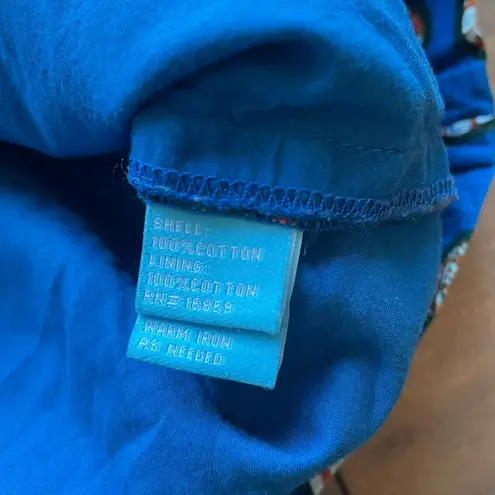 SHELL:
100%COTTON
LINING:
100%COTTON
RN=16959
WARM IRON
AS NEEDED